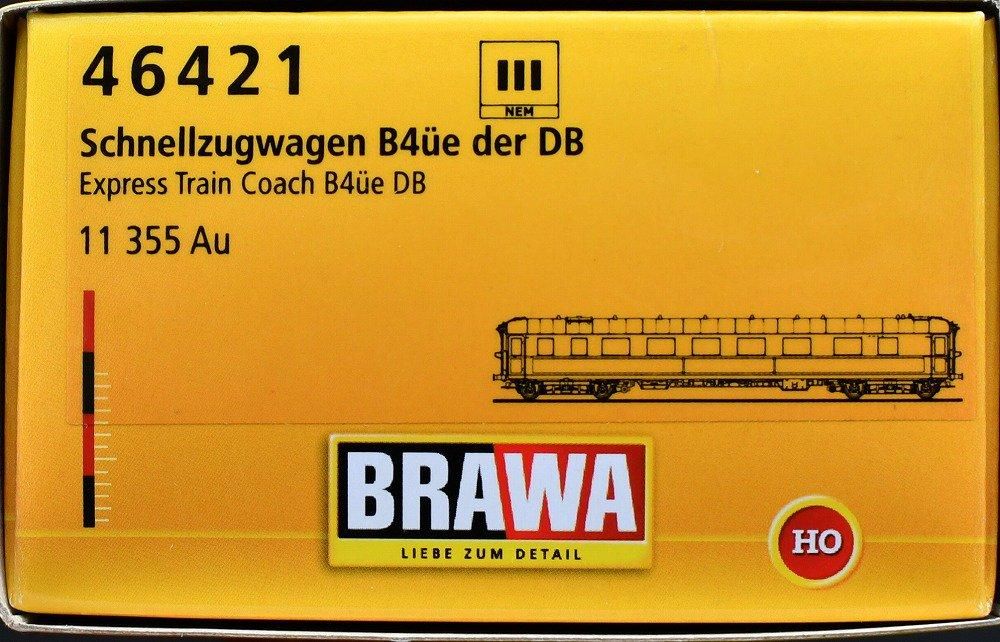 46421
III
NEM
Schnellzugwagen B4üe der DB
Express Train Coach B4üe DB
11 355 Au
BRAWA
LIEBE ZUM DETAIL
HO